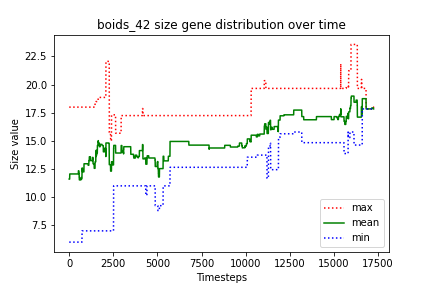 boids_42 size gene distribution over time
Size value
22.5
20.0
17.5
15.0
12.5
10.0
7.5
max
mean
min
0 2500 5000 7500 10000 12500 15000 17500
Timesteps